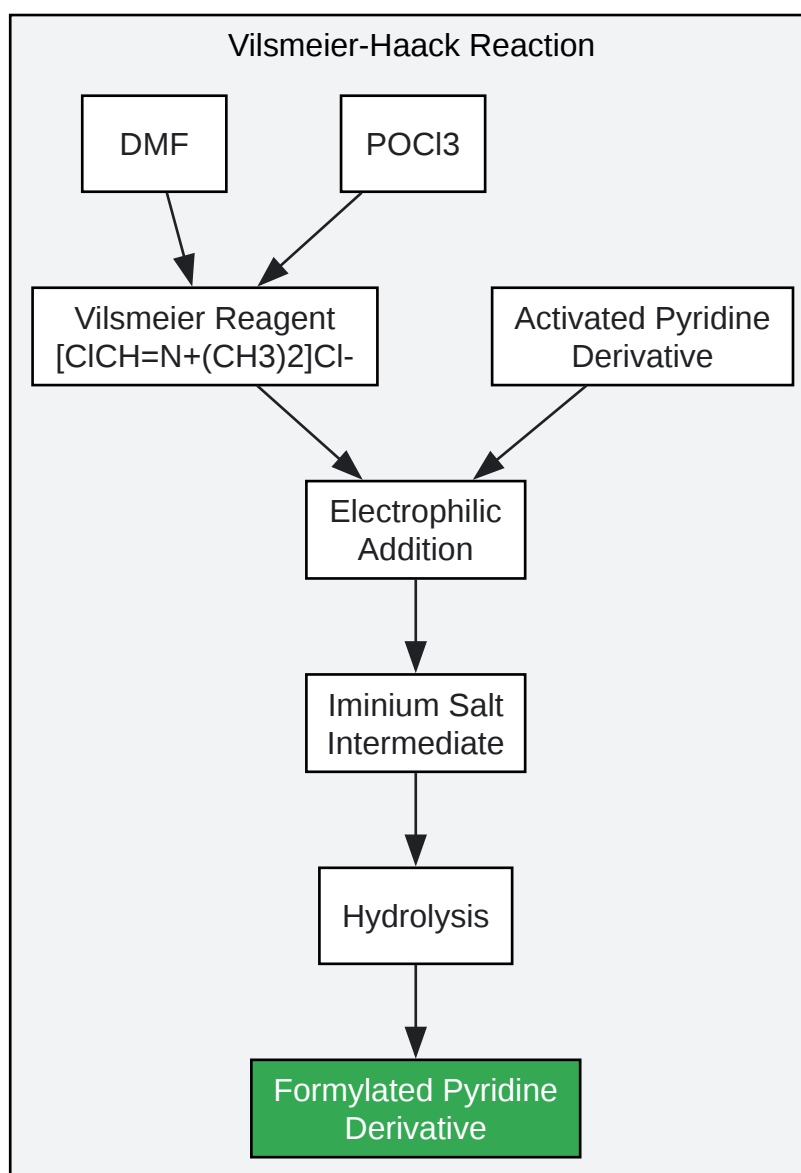 Vilsmeier-Haack Reaction
DMF
POCl3
Vilsmeier Reagent
[ClCH=N+(CH3)2]Cl-
Activated Pyridine
Derivative
Electrophilic
Addition
Iminium Salt
Intermediate
Hydrolysis
Formylated Pyridine
Derivative